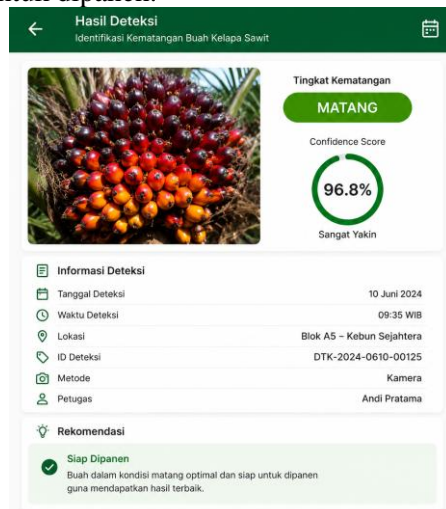 untuk dipanen.
Hasil Deteksi
Identifikasi Kematangan Buah Kelapa Sawit
Tingkat Kematangan
MATANG
Confidence Score
96.8%
Sangat Yakin
Informasi Deteksi
Tanggal Deteksi 10 Juni 2024
Waktu Deteksi 09:35 WIB
Lokasi Blok A5 – Kebun Sejahtera
ID Deteksi DTK-2024-0610-00125
Metode Kamera
Petugas Andi Pratama
Rekomendasi
Siap Dipanen
Buah dalam kondisi matang optimal dan siap untuk dipanen
guna mendapatkan hasil terbaik.